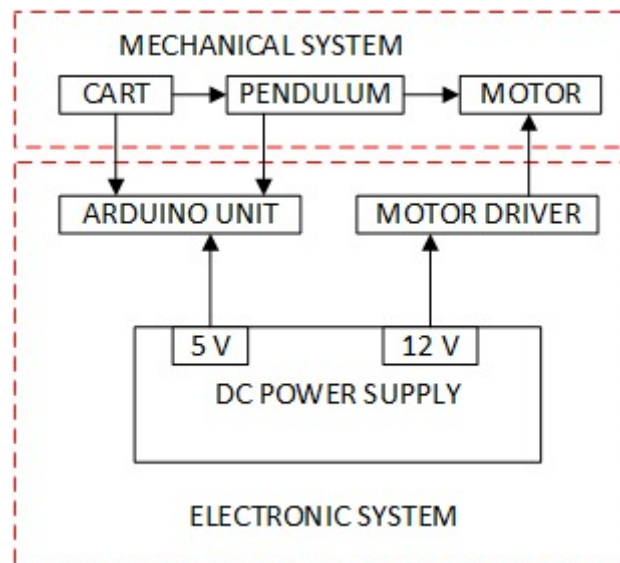 MECHANICAL SYSTEM
CART
PENDULUM
MOTOR
ARDUINO UNIT
MOTOR DRIVER
5 V
12 V
DC POWER SUPPLY
ELECTRONIC SYSTEM